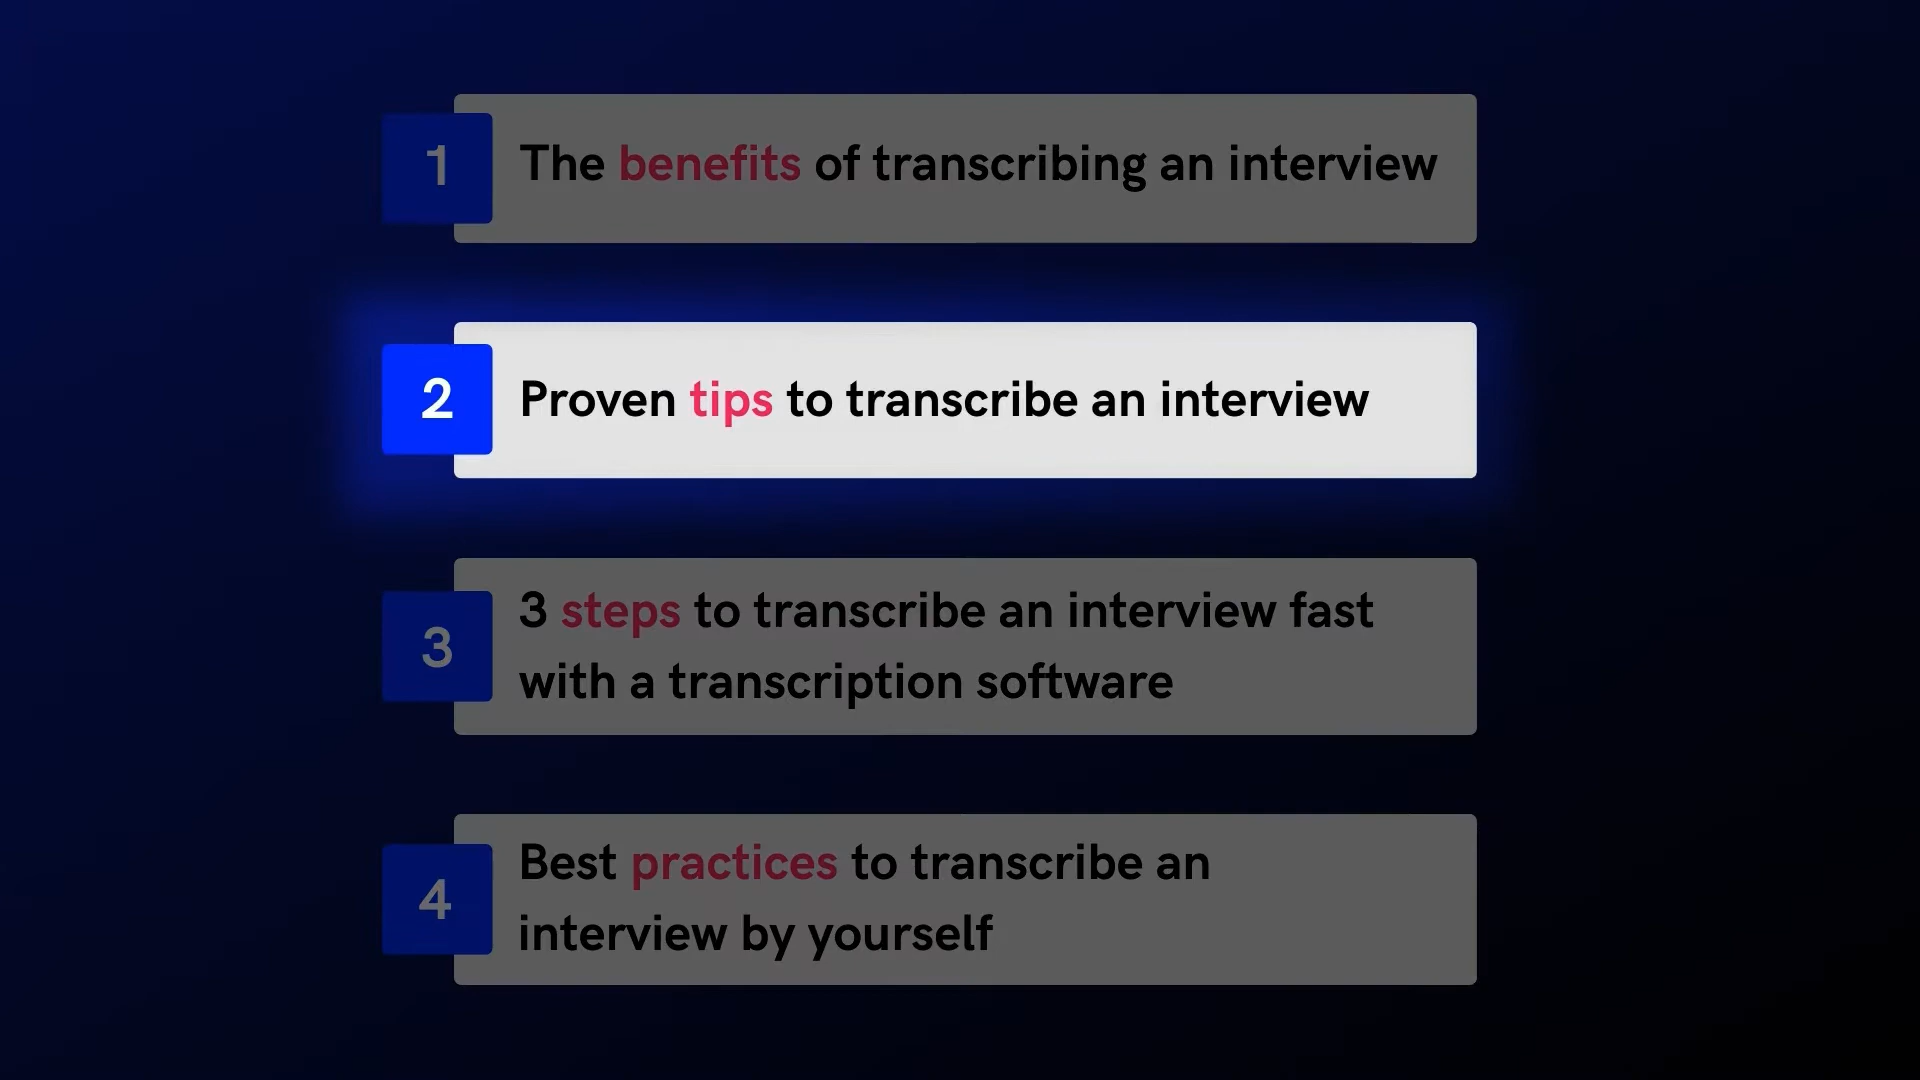 1
The benefits of transcribing an interview
2
Proven tips to transcribe an interview
3
3 steps to transcribe an interview fast
with a transcription software
4
Best practices to transcribe an
interview by yourself